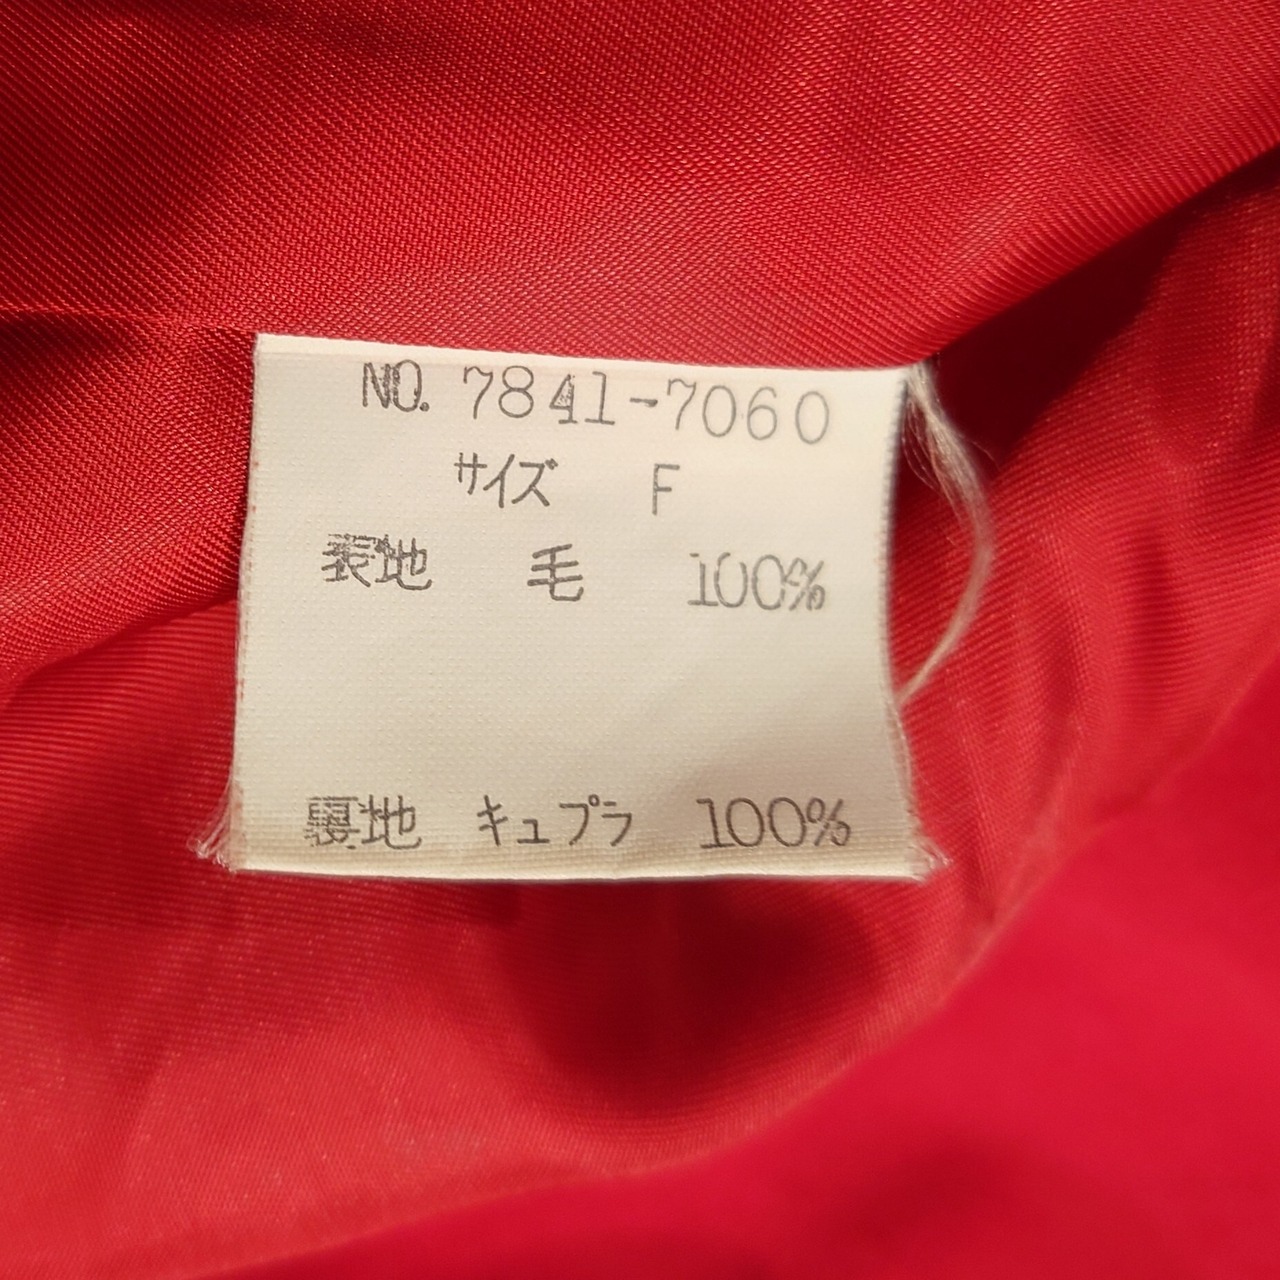 NO. 7841-7060
サイズ F
表地 毛 100%
裏地 キュプラ 100%